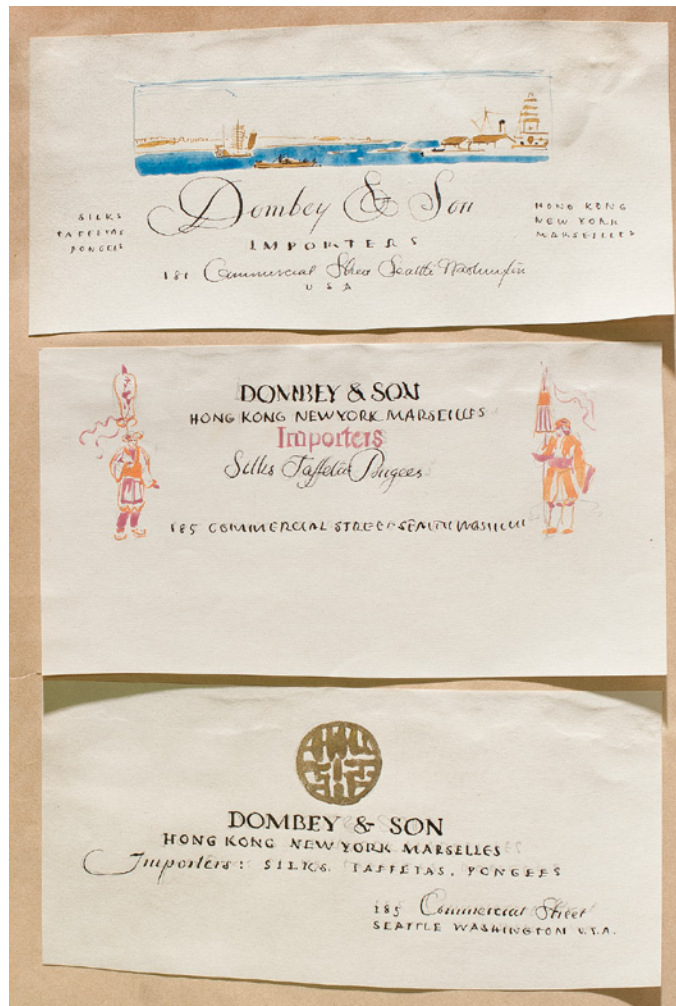 Dombey & Son
SILKS
TAFFETAS
PONGEES
HONG KONG
NEW YORK
MARSEILLES
IMPORTERS
181 Commercial Street Seattle Washington
USA
DOMBEY & SON
HONG KONG NEW YORK MARSEILLES
Importers
Silks Taffetas Pongees
185 COMMERCIAL STREET SEATTLE
DOMBEY & SON
HONG KONG NEW YORK MARSELLES
Importers: SILKS. TAFFETAS. PONGEES
185 Commercial Street
SEATTLE WASHINGTON U.S.A.